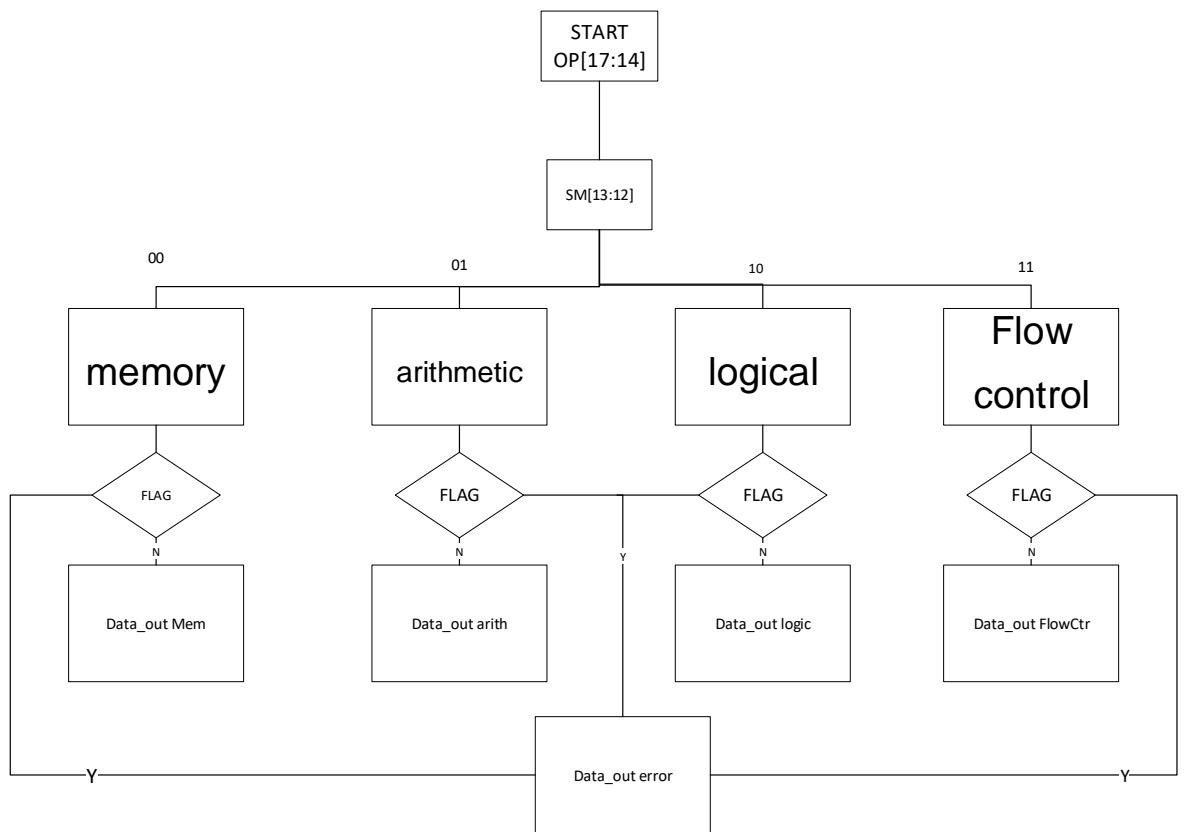 START
OP[17:14]
SM[13:12]
00
01
10
11
memory
arithmetic
logical
Flow
control
FLAG
FLAG
FLAG
FLAG
N
N
Y
N
N
Data_out Mem
Data_out arith
Data_out logic
Data_out FlowCtr
Y
Data_out error
Y